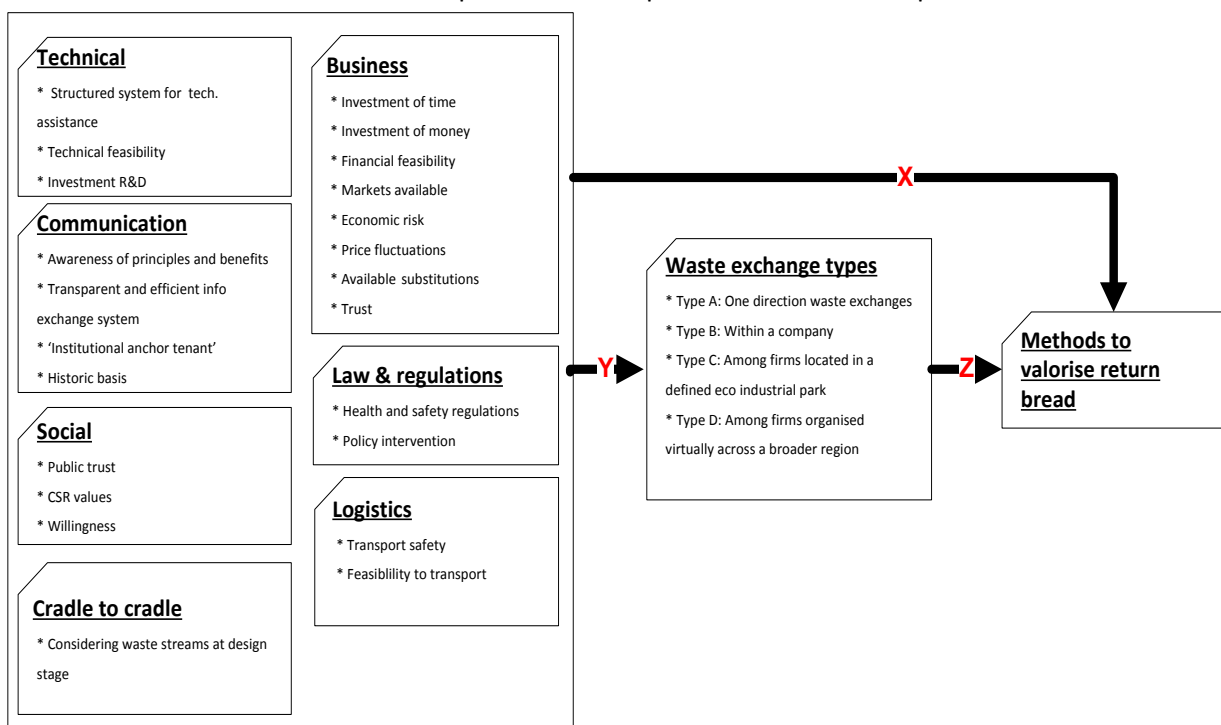 Technical
* Structured system for tech.
assistance
* Technical feasibility
* Investment R&D
Communication
* Awareness of principles and benefits
* Transparent and efficient info
exchange system
* ‘Institutional anchor tenant’
* Historic basis
Social
* Public trust
* CSR values
* Willingness
Cradle to cradle
* Considering waste streams at design
stage
Business
* Investment of time
* Investment of money
* Financial feasibility
* Markets available
* Economic risk
* Price fluctuations
* Available substitutions
* Trust
Law & regulations
* Health and safety regulations
* Policy intervention
Logistics
* Transport safety
* Feasiblility to transport
X
Y
Waste exchange types
* Type A: One direction waste exchanges
* Type B: Within a company
* Type C: Among firms located in a
defined eco industrial park
* Type D: Among firms organised
virtually across a broader region
Z
Methods to
valorise return
bread